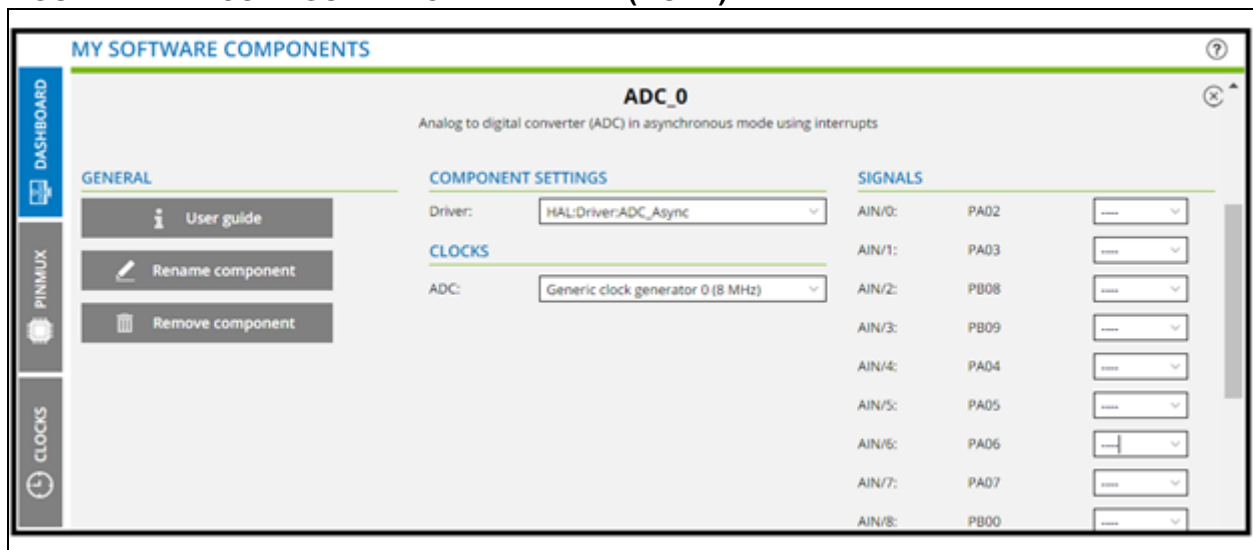 MY SOFTWARE COMPONENTS
?
DASHBOARD
PINMUX
CLOCKS
ADC_0
Analog to digital converter (ADC) in asynchronous mode using interrupts
GENERAL
User guide
Rename component
Remove component
COMPONENT SETTINGS
Driver: HAL:Driver:ADC_Async
CLOCKS
ADC: Generic clock generator 0 (8 MHz)
SIGNALS
AIN/0: PA02 -----
AIN/1: PA03 -----
AIN/2: PB08 -----
AIN/3: PB09 -----
AIN/4: PA04 -----
AIN/5: PA05 -----
AIN/6: PA06 -----
AIN/7: PA07 -----
AIN/8: PB00 -----